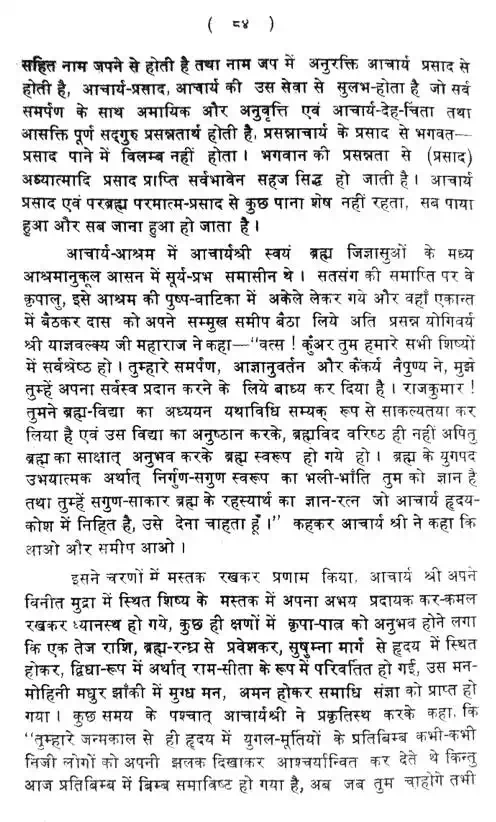 ( ८४ )
सहित नाम जपने से होती है तथा नाम जप में अनुरक्ति आचार्य प्रसाद से
होती है, आचार्य-प्रसाद, आचार्य की उस सेवा से सुलभ-होता है जो सर्व
समर्पण के साथ अमायिक और अनुवृत्ति एवं आचार्य-देह-चिंता तथा
आसक्ति पूर्ण सद्गुरु प्रसन्नतार्थ होती है, प्रसन्नाचार्य के प्रसाद से भगवत—
प्रसाद पाने में विलम्ब नहीं होता। भगवान की प्रसन्नता से (प्रसाद)
अध्यात्मादि प्रसाद प्राप्ति सर्वभावेन सहज सिद्ध हो जाती है। आचार्य
प्रसाद एवं परब्रह्म परमात्म-प्रसाद से कुछ पाना शेष नहीं रहता, सब पाया
हुआ और सब जाना हुआ हो जाता है।
आचार्य-आश्रम में आचार्यश्री स्वयं ब्रह्म जिज्ञासुओं के मध्य
आश्रमानुकूल आसन में सूर्य-प्रभ समासीन थे। सतसंग की समाप्ति पर वे
कृपालु, इसे आश्रम की पुष्प-वाटिका में अकेले लेकर गये और वहाँ एकान्त
में बैठकर दास को अपने सम्मुख समीप बैठा लिये अति प्रसन्न योगिवर्य
श्री याज्ञवल्क्य जी महाराज ने कहा—"वत्स ! कुँअर तुम हमारे सभी शिष्यों
में सर्वश्रेष्ठ हो। तुम्हारे समर्पण, आज्ञानुवर्तन और कैंकर्य नैपुण्य ने, मुझे
तुम्हें अपना सर्वस्व प्रदान करने के लिये बाध्य कर दिया है। राजकुमार !
तुमने ब्रह्म-विद्या का अध्ययन यथाविधि सम्यक् रूप से साकल्यतया कर
लिया है एवं उस विद्या का अनुष्ठान करके, ब्रह्मविद वरिष्ठ ही नहीं अपितु
ब्रह्म का साक्षात् अनुभव करके ब्रह्म स्वरूप हो गये हो। ब्रह्म के युगपद
उभयात्मक अर्थात् निर्गुण-सगुण स्वरूप का भली-भाँति तुम को ज्ञान है
तथा तुम्हें सगुण-साकार ब्रह्म के रहस्यार्थ का ज्ञान-रत्न जो आचार्य हृदय-
कोश में निहित है, उसे देना चाहता हूँ।" कहकर आचार्य श्री ने कहा कि
आओ और समीप आओ।
इसने चरणों में मस्तक रखकर प्रणाम किया, आचार्य श्री अपने
विनीत मुद्रा में स्थित शिष्य के मस्तक में अपना अभय प्रदायक कर-कमल
रखकर ध्यानस्थ हो गये, कुछ ही क्षणों में कृपा-पात्र को अनुभव होने लगा
कि एक तेज राशि, ब्रह्म-रन्ध्र से प्रवेशकर, सुषुम्ना मार्ग से हृदय में स्थित
होकर, द्विधा-रूप में अर्थात् राम-सीता के रूप में परिवर्तित हो गई, उस मन-
मोहिनी मधुर झाँकी में मुग्ध मन, अमन होकर समाधि संज्ञा को प्राप्त हो
गया। कुछ समय के पश्चात् आचार्यश्री ने प्रकृतिस्थ करके कहा, कि
"तुम्हारे जन्मकाल से ही हृदय में युगल-मूर्तियों के प्रतिबिम्ब कभी-कभी
निजी लोगों को अपनी झलक दिखाकर आश्चर्यान्वित कर देते थे किन्तु
आज प्रतिबिम्ब में बिम्ब समाविष्ट हो गया है, अब जब तुम चाहोगे तभी